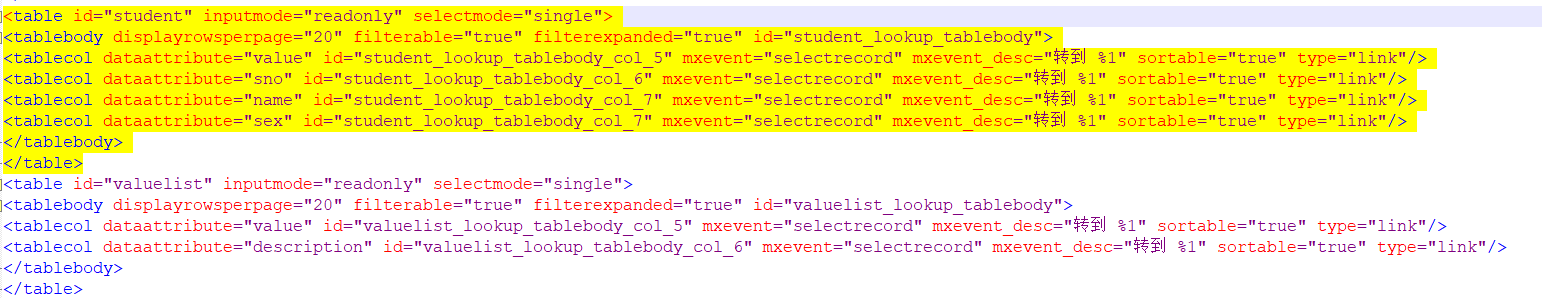 <table id="student" inputmode="readonly" selectmode="single">
<tablebody displayrowsperpage="20" filterable="true" filterexpanded="true" id="student_lookup_tablebody">
<tablecol dataattribute="value" id="student_lookup_tablebody_col_5" mxevent="selectrecord" mxevent_desc="转到 %1" sortable="true" type="link"/>
<tablecol dataattribute="sno" id="student_lookup_tablebody_col_6" mxevent="selectrecord" mxevent_desc="转到 %1" sortable="true" type="link"/>
<tablecol dataattribute="name" id="student_lookup_tablebody_col_7" mxevent="selectrecord" mxevent_desc="转到 %1" sortable="true" type="link"/>
<tablecol dataattribute="sex" id="student_lookup_tablebody_col_7" mxevent="selectrecord" mxevent_desc="转到 %1" sortable="true" type="link"/>
</tablebody>
</table>
<table id="valuelist" inputmode="readonly" selectmode="single">
<tablebody displayrowsperpage="20" filterable="true" filterexpanded="true" id="valuelist_lookup_tablebody">
<tablecol dataattribute="value" id="valuelist_lookup_tablebody_col_5" mxevent="selectrecord" mxevent_desc="转到 %1" sortable="true" type="link"/>
<tablecol dataattribute="description" id="valuelist_lookup_tablebody_col_6" mxevent="selectrecord" mxevent_desc="转到 %1" sortable="true" type="link"/>
</tablebody>
</table>